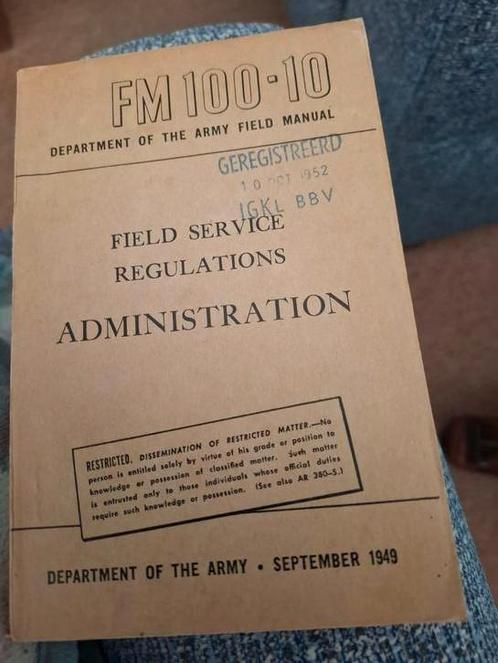 FM 100-10
DEPARTMENT OF THE ARMY FIELD MANUAL
GEREGISTREERD
10 OCT 1952
IGKL BBV
FIELD SERVICE
REGULATIONS
ADMINISTRATION
RESTRICTED. DISSEMINATION OF RESTRICTED MATTER.—No
person is entitled solely by virtue of his grade or position to
knowledge or possession of classified matter. Such matter
is entrusted only to those individuals whose official duties
require such knowledge or possession. (See also AR 380-5.)
DEPARTMENT OF THE ARMY • SEPTEMBER 1949